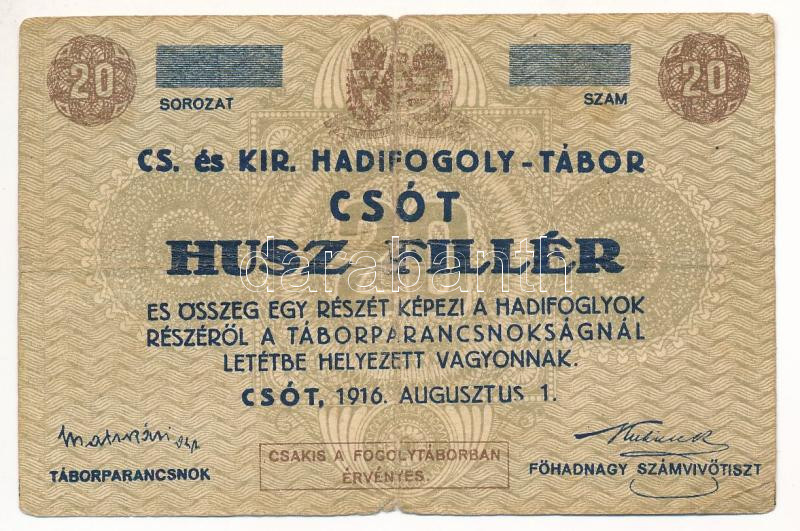 20 20
SOROZAT SZAM
CS. és KIR. HADIFOGOLY-TÁBOR
CSÓT
HUSZ FILLÉR
darabanth
ES ÖSSZEG EGY RÉSZÉT KÉPEZI A HADIFOGLYOK
RÉSZÉRŐL A TÁBORPARANCSNOKSÁGNÁL
LETÉTBE HELYEZETT VAGYONNAK.
CSÓT, 1916. AUGUSZTUS 1.
TÁBORPARANCSNOK
CSAKIS A FOGOLYTÁBORBAN
ÉRVÉNYES.
FŐHADNAGY SZÁMVIVŐTISZT